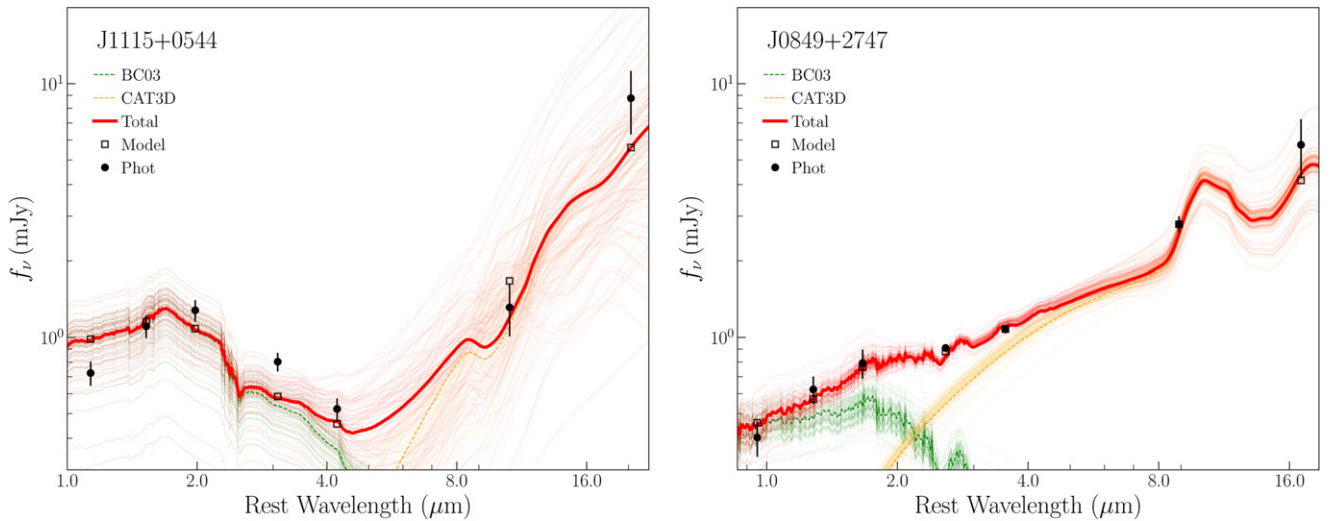 J1115+0544
BC03
CAT3D
Total
Model
Phot
10¹
10⁰
f_ν (mJy)
1.0 2.0 4.0 8.0 16.0
Rest Wavelength (μm)
J0849+2747
BC03
CAT3D
Total
Model
Phot
10¹
10⁰
f_ν (mJy)
1.0 2.0 4.0 8.0 16.0
Rest Wavelength (μm)